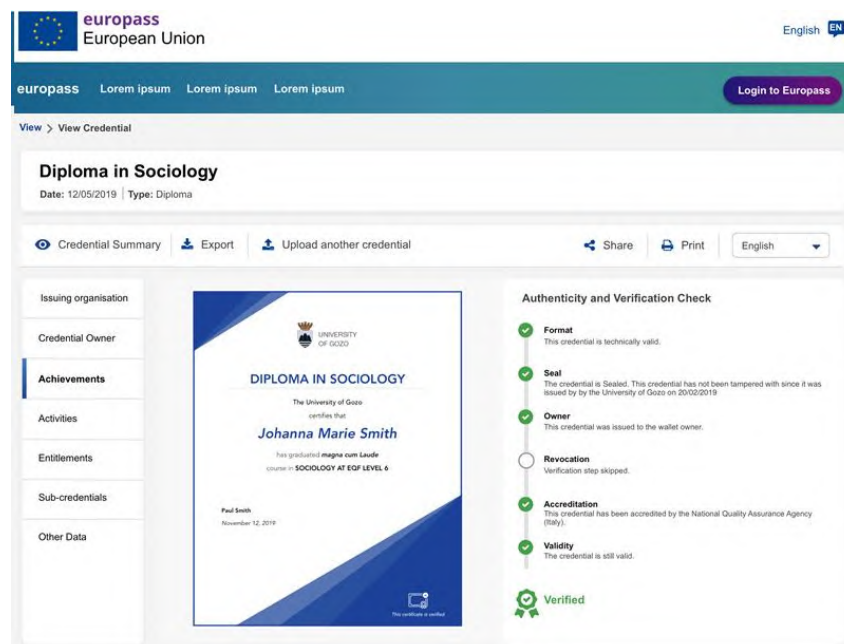 europass
European Union
English EN
europass Lorem ipsum Lorem ipsum Lorem ipsum Login to Europass
View > View Credential
Diploma in Sociology
Date: 12/05/2019 | Type: Diploma
Credential Summary Export Upload another credential Share Print English
Issuing organisation
Credential Owner
Achievements
Activities
Entitlements
Sub-credentials
Other Data
UNIVERSITY
OF GOZO
DIPLOMA IN SOCIOLOGY
The University of Gozo
certifies that
Johanna Marie Smith
has graduated magna cum Laude
course in SOCIOLOGY AT EQF LEVEL 6
Paul Smith
November 12, 2019
This certificate is verified
Authenticity and Verification Check
Format
This credential is technically valid.
Seal
The credential is Sealed. This credential has not been tampered with since it was
issued by by the University of Gozo on 20/02/2019
Owner
This credential was issued to the wallet owner.
Revocation
Verification step skipped.
Accreditation
This credential has been accredited by the National Quality Assurance Agency
(Italy).
Validity
The credential is still valid.
Verified